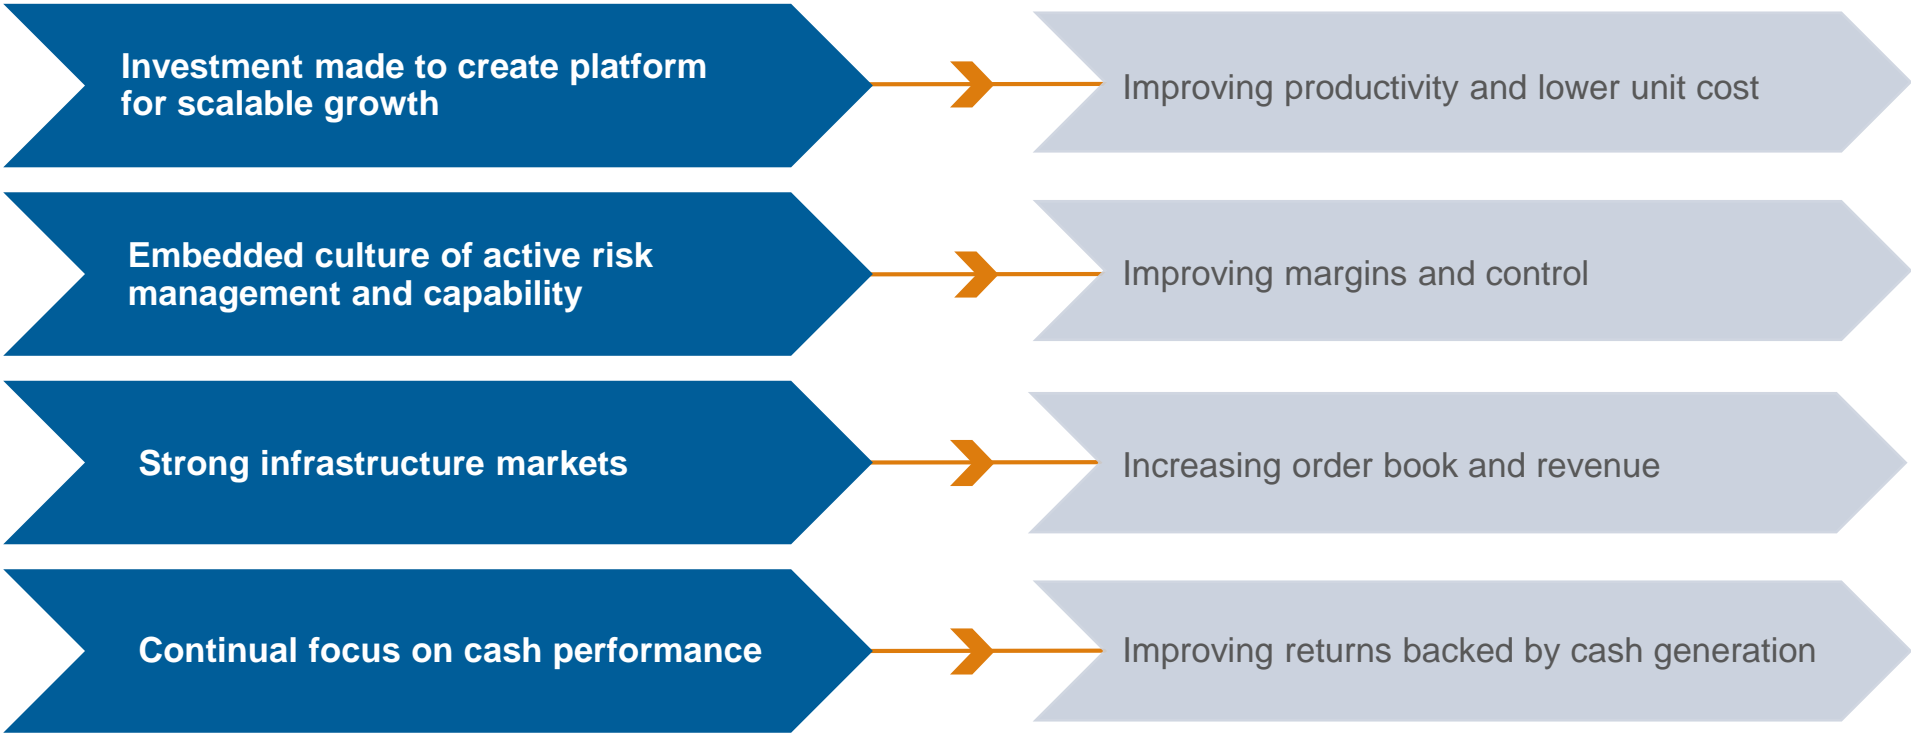 Investment made to create platform
for scalable growth
Improving productivity and lower unit cost
Embedded culture of active risk
management and capability
Improving margins and control
Strong infrastructure markets
Increasing order book and revenue
Continual focus on cash performance
Improving returns backed by cash generation